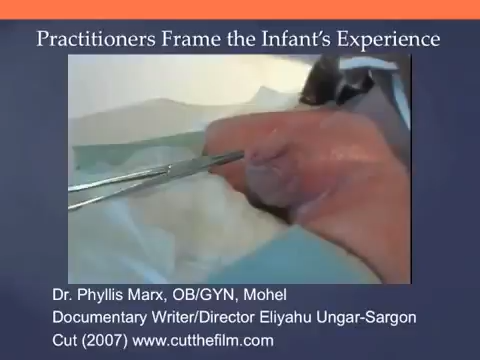 Practitioners Frame the Infant's Experience
Dr. Phyllis Marx, OB/GYN, Mohel
Documentary Writer/Director Eliyahu Ungar-Sargon
Cut (2007) www.cutthefilm.com